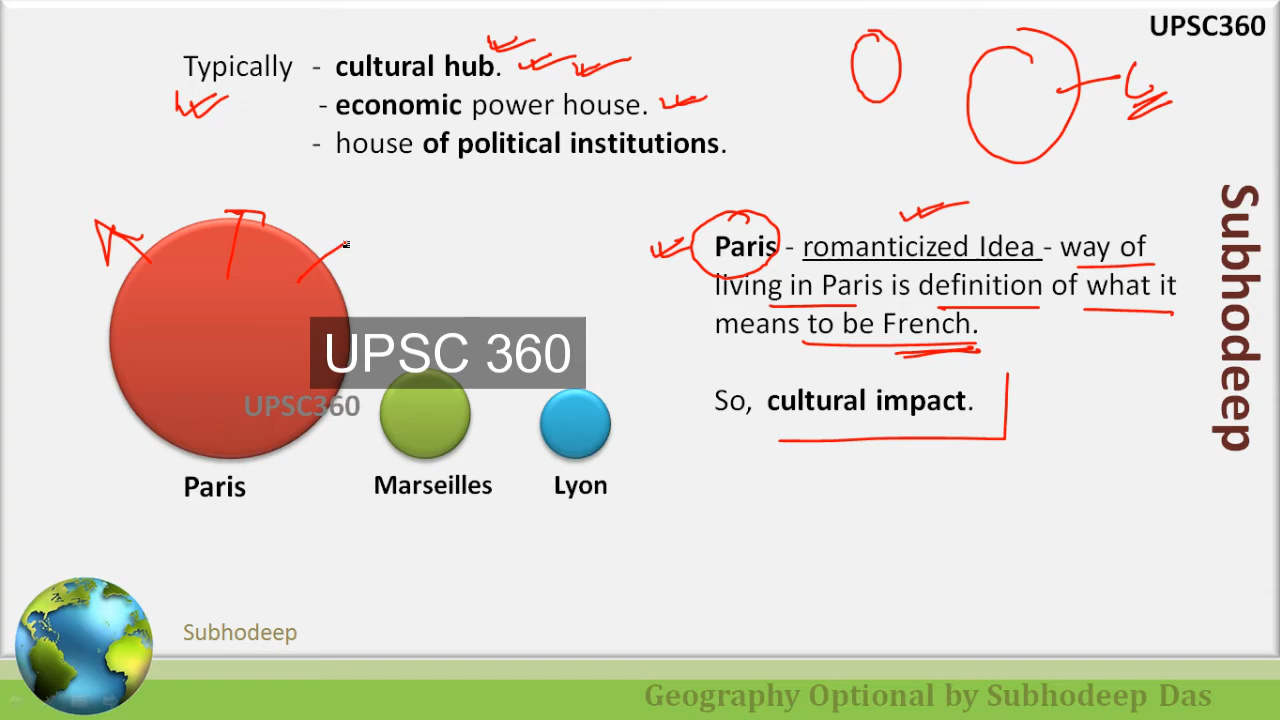 UPSC360
Typically - cultural hub.
- economic power house.
- house of political institutions.
Subhodeep
Paris - romanticized Idea - way of
living in Paris is definition of what it
means to be French.
So, cultural impact.
UPSC 360
UPSC360
Paris
Marseilles
Lyon
Subhodeep
Geography Optional by Subhodeep Das